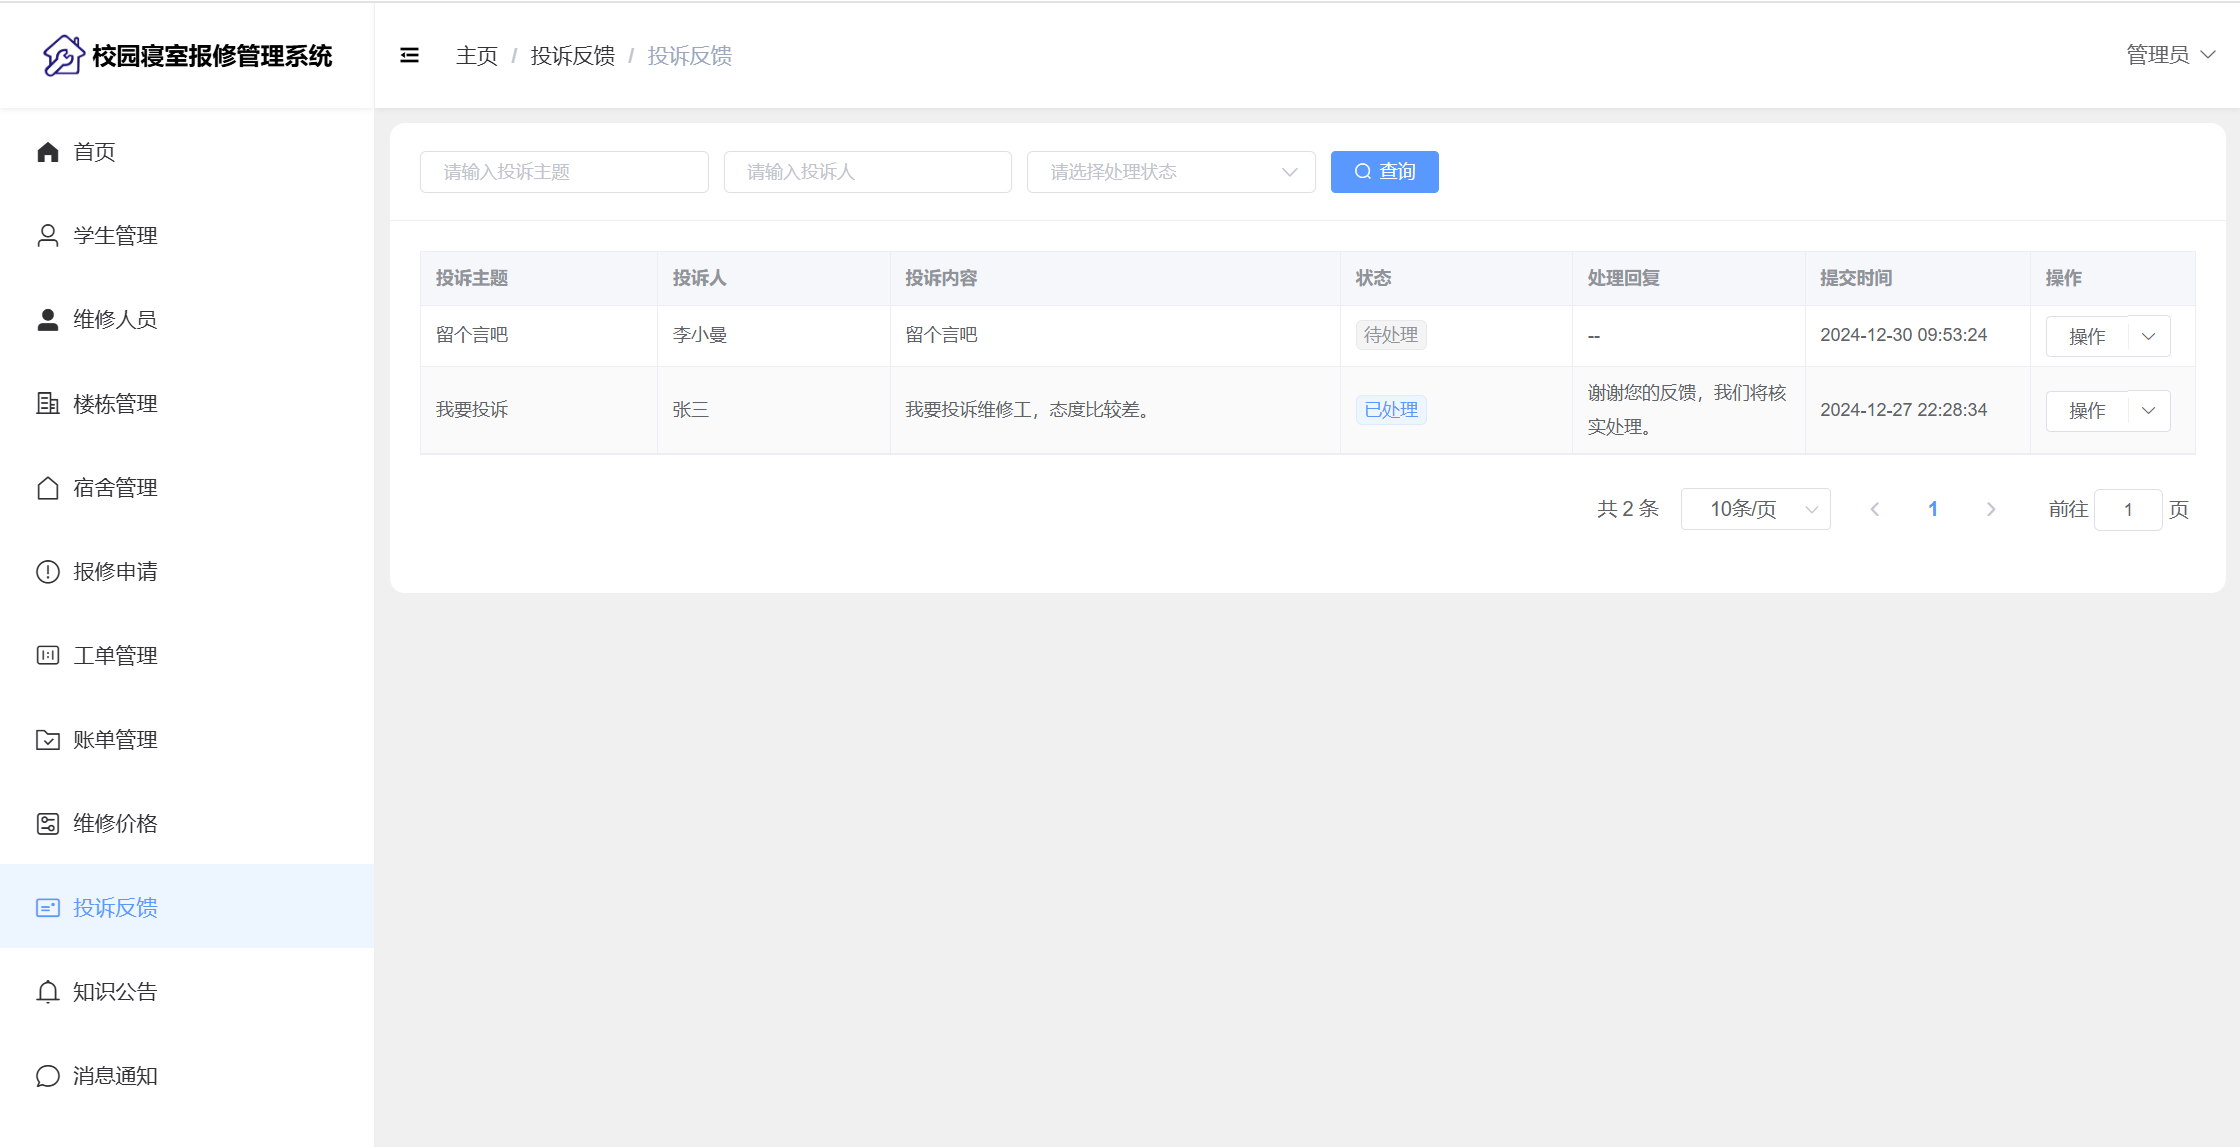 校园寝室报修管理系统
主页 / 投诉反馈 / 投诉反馈
管理员
首页
学生管理
维修人员
楼栋管理
宿舍管理
报修申请
工单管理
账单管理
维修价格
投诉反馈
知识公告
消息通知
请输入投诉主题 请输入投诉人 请选择处理状态 查询
投诉主题 投诉人 投诉内容 状态 处理回复 提交时间 操作
留个言吧 李小曼 留个言吧 待处理 -- 2024-12-30 09:53:24 操作
我要投诉 张三 我要投诉维修工，态度比较差。 已处理 谢谢您的反馈，我们将核
实处理。 2024-12-27 22:28:34 操作
共 2 条 10条/页 1 前往 1 页